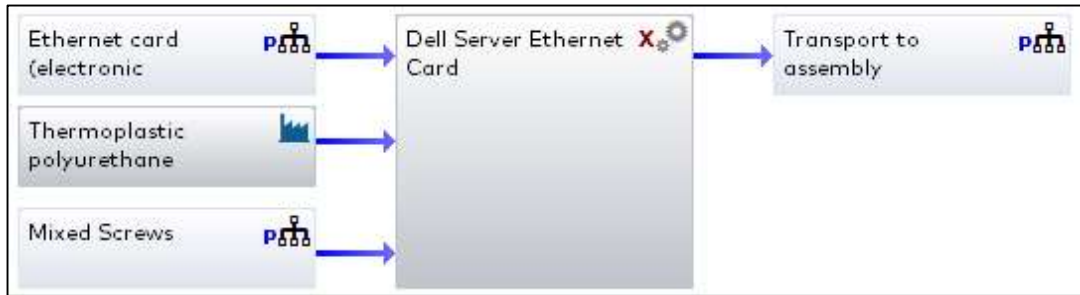 Ethernet card
(electronic
p
Dell Server Ethernet
Card
X
Transport to
assembly
p
Thermoplastic
polyurethane
Mixed Screws
p